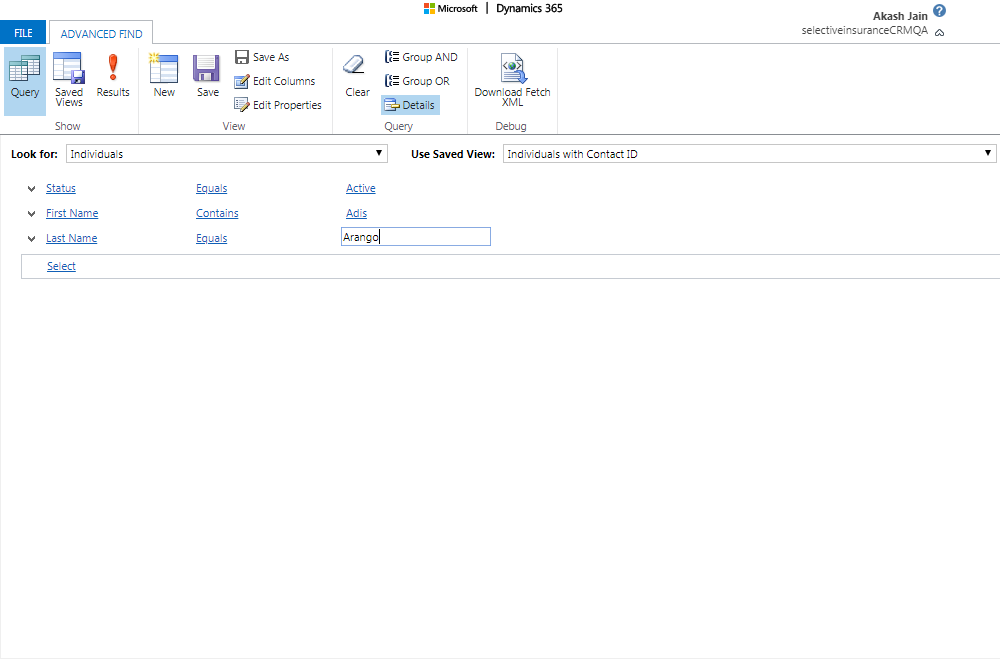 Microsoft | Dynamics 365
Akash Jain
selectiveinsuranceCRMQA
FILE
ADVANCED FIND
Query
Saved Views
Results
New
Save
Save As
Edit Columns
Edit Properties
Clear
Group AND
Group OR
Details
Download Fetch XML
Show
View
Query
Debug
Look for: Individuals
Use Saved View: Individuals with Contact ID
Status Equals Active
First Name Contains Adis
Last Name Equals Arango
Select